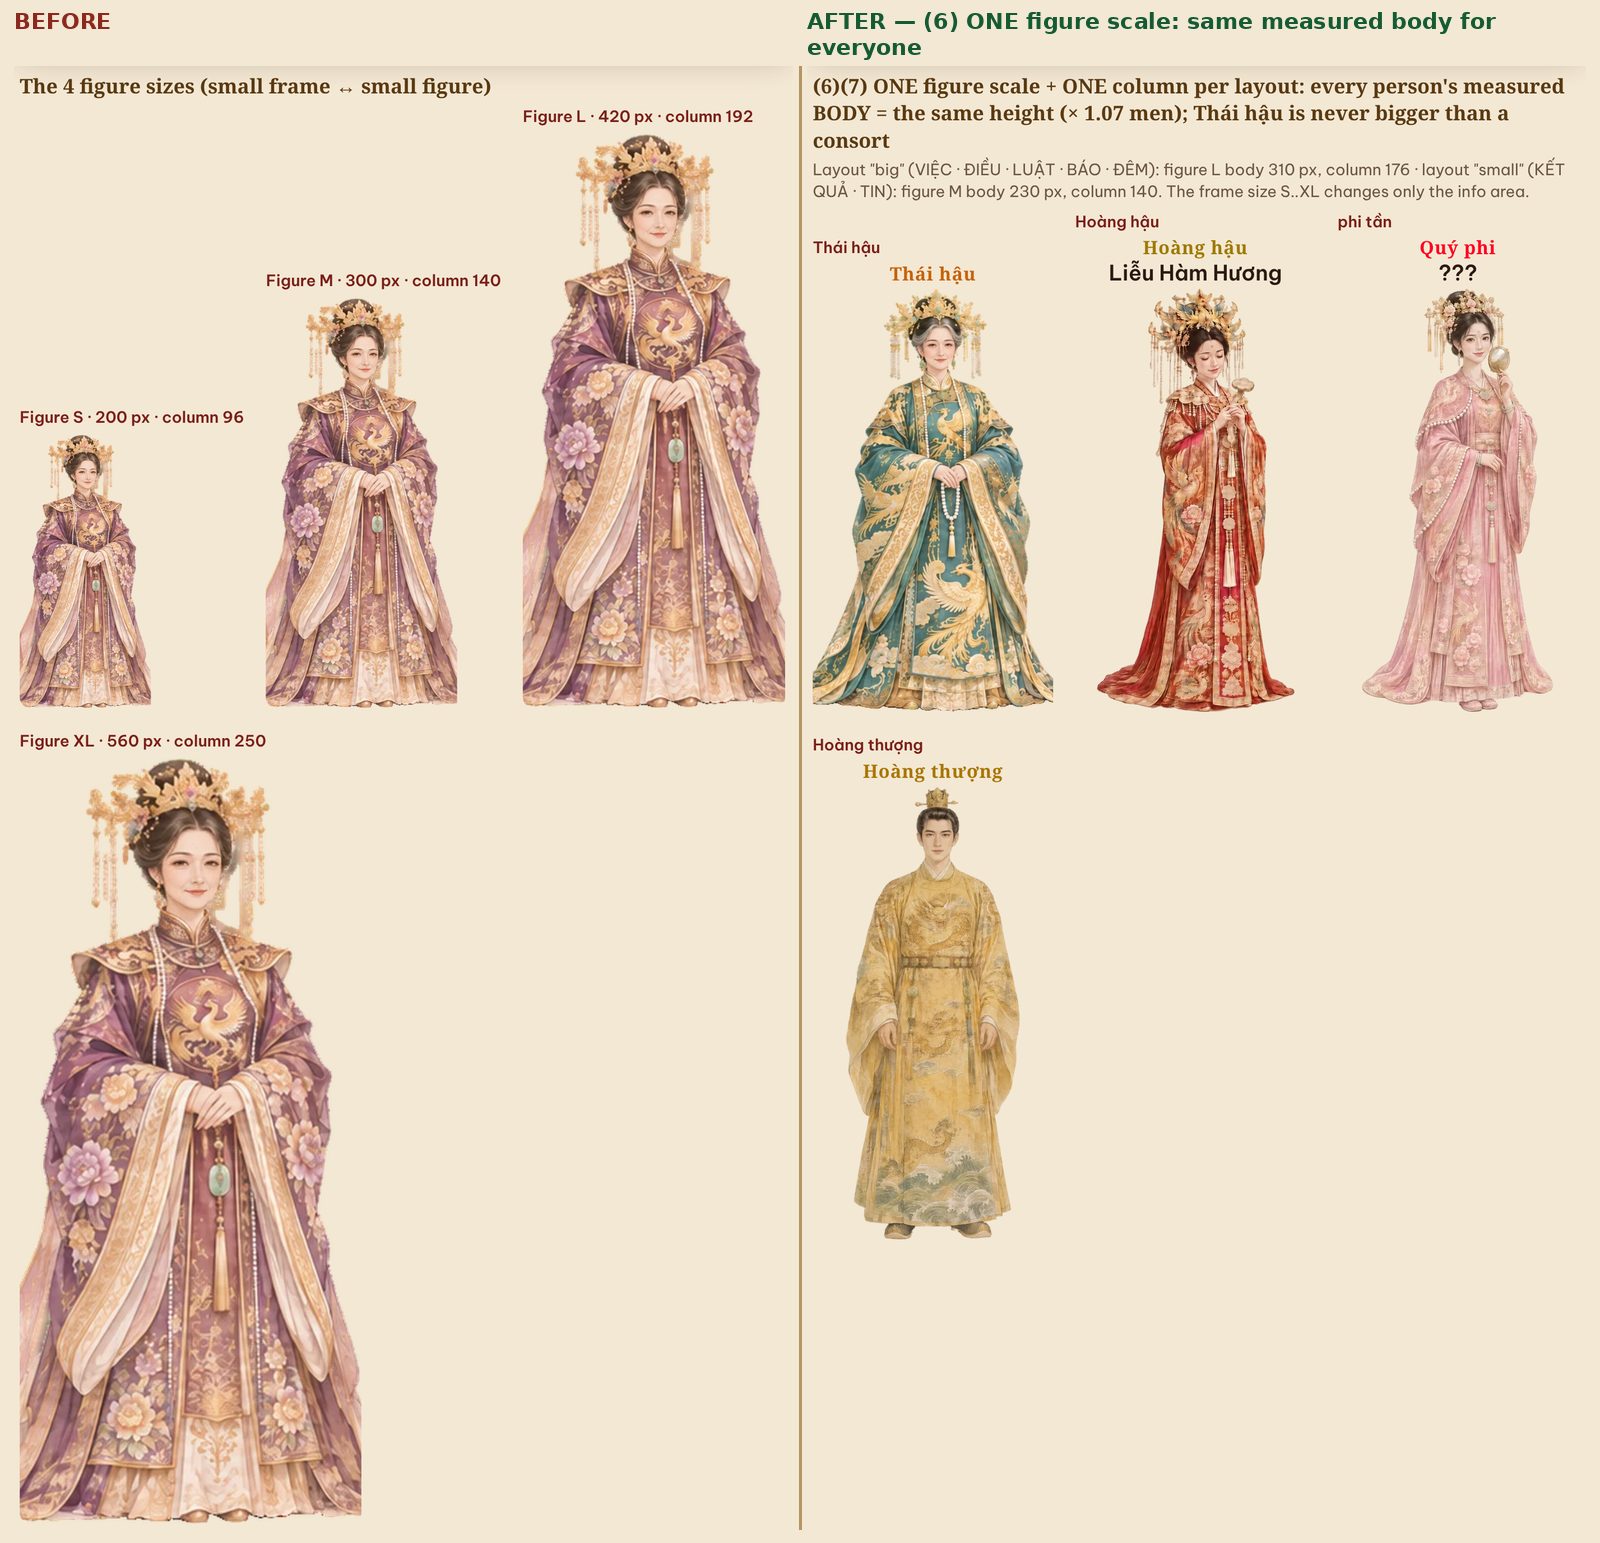 BEFORE
The 4 figure sizes (small frame ↔ small figure)
Figure L · 420 px · column 192
Figure M · 300 px · column 140
Figure S · 200 px · column 96
Figure XL · 560 px · column 250
AFTER — (6) ONE figure scale: same measured body for
everyone
(6)(7) ONE figure scale + ONE column per layout: every person's measured
BODY = the same height (× 1.07 men); Thái hậu is never bigger than a
consort
Layout "big" (VIỆC · ĐIỀU · LUẬT · BÁO · ĐÊM): figure L body 310 px, column 176 · layout "small" (KẾT
QUẢ · TIN): figure M body 230 px, column 140. The frame size S..XL changes only the info area.
Thái hậu
Thái hậu
Hoàng hậu
Hoàng hậu
Liễu Hàm Hương
phi tần
Quý phi
???
Hoàng thượng
Hoàng thượng